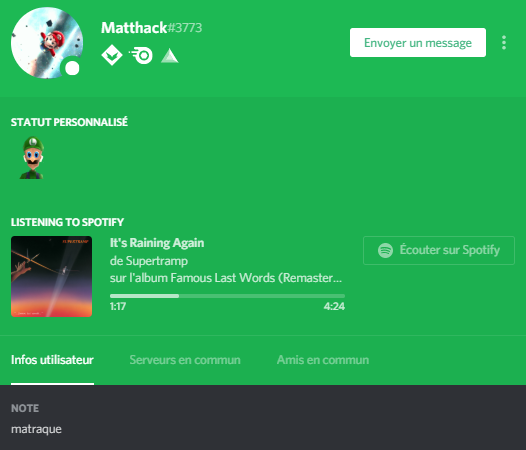 Matthack#3773
Envoyer un message
STATUT PERSONNALISÉ
LISTENING TO SPOTIFY
It's Raining Again
de Supertramp
sur l'album Famous Last Words (Remaster...
1:17 4:24
Écouter sur Spotify
Infos utilisateur Serveurs en commun Amis en commun
NOTE
matraque